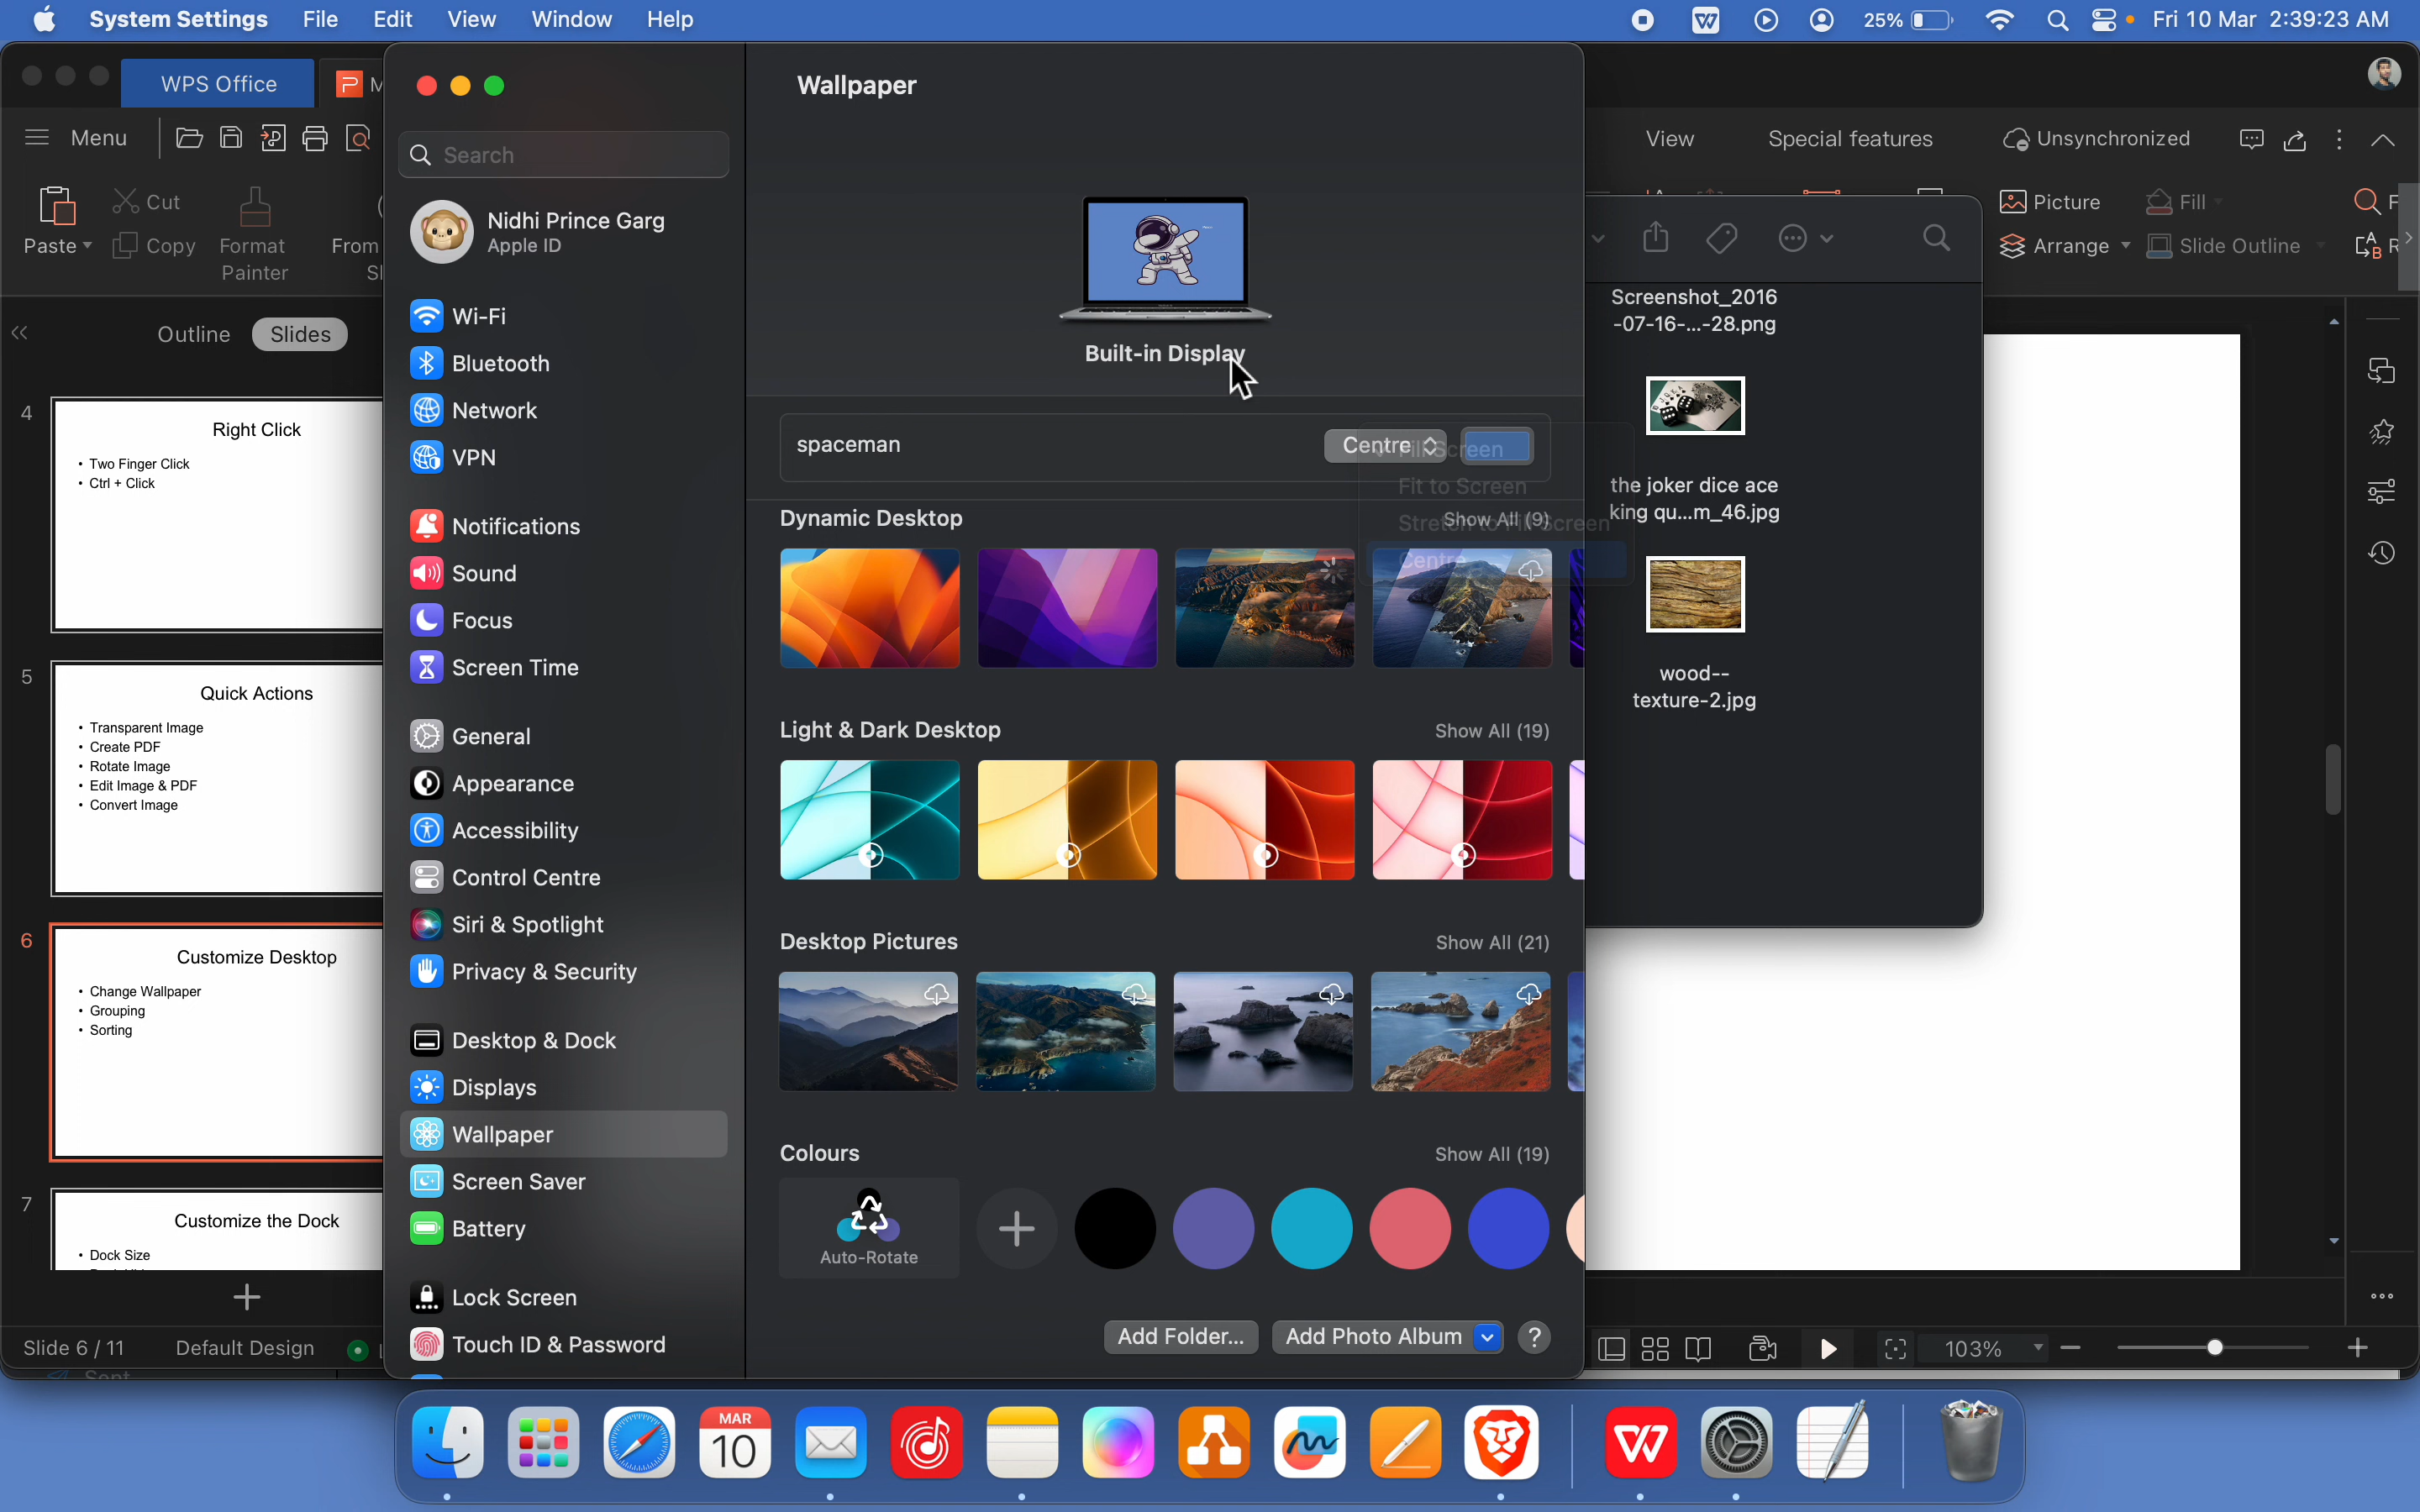 System Settings File Edit View Window Help
25% Fri 10 Mar 2:39:23 AM
WPS Office
Menu
Paste
Cut
Copy
Format
Painter
From
Outline Slides
4
Right Click
• Two Finger Click
• Ctrl + Click
5
Quick Actions
• Transparent Image
• Create PDF
• Rotate Image
• Edit Image & PDF
• Convert Image
6
Customize Desktop
• Change Wallpaper
• Grouping
• Sorting
7
Customize the Dock
• Dock Size
Slide 6 / 11 Default Design
Sent
Search
Nidhi Prince Garg
Apple ID
Wi-Fi
Bluetooth
Network
VPN
Notifications
Sound
Focus
Screen Time
General
Appearance
Accessibility
Control Centre
Siri & Spotlight
Privacy & Security
Desktop & Dock
Displays
Wallpaper
Screen Saver
Battery
Lock Screen
Touch ID & Password
Wallpaper
Built-in Display
spaceman Centre
Fill Screen
Fit to Screen
Stretch to Fill Screen
Centre
Dynamic Desktop Show All (9)
Light & Dark Desktop Show All (19)
Desktop Pictures Show All (21)
Colours Show All (19)
Auto-Rotate
Add Folder... Add Photo Album ?
View Special features Unsynchronized
Picture Fill
Arrange Slide Outline
Screenshot_2016
-07-16-...-28.png
the joker dice ace
king qu...m_46.jpg
wood--
texture-2.jpg
103%
MAR
10